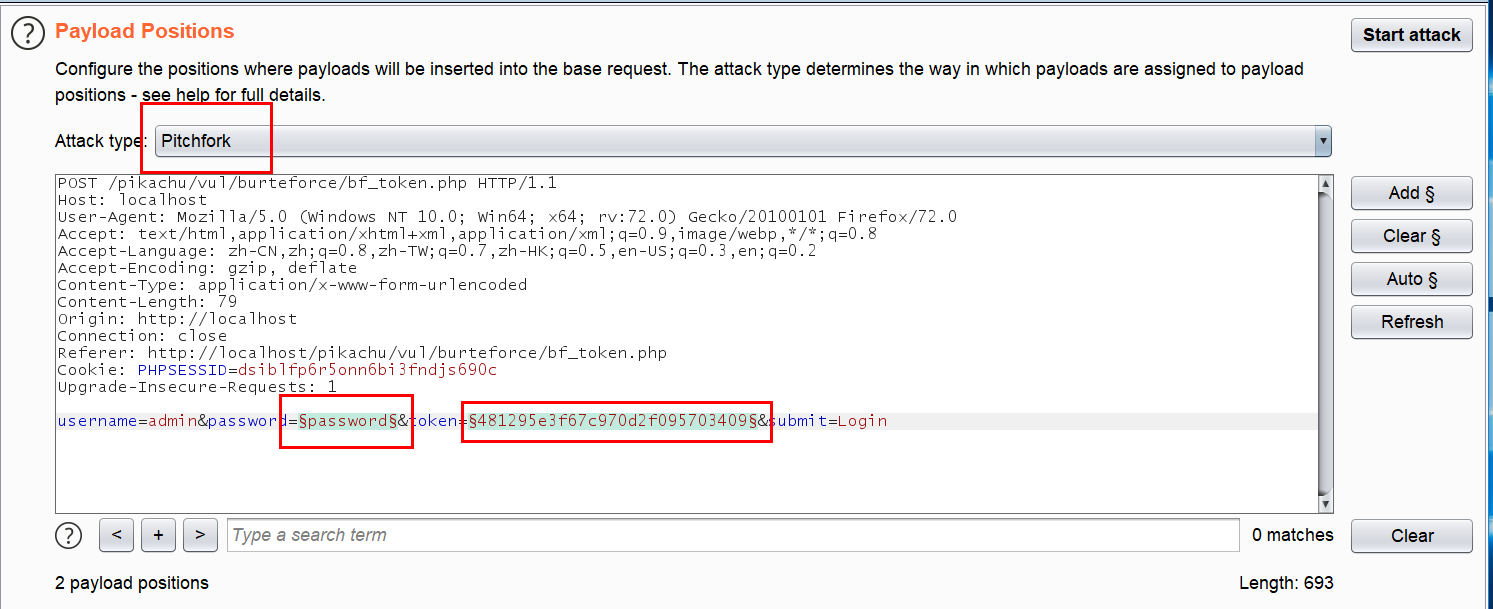 Payload Positions
Start attack
Configure the positions where payloads will be inserted into the base request. The attack type determines the way in which payloads are assigned to payload
positions - see help for full details.
Attack type: Pitchfork
POST /pikachu/vul/burteforce/bf_token.php HTTP/1.1
Host: localhost
User-Agent: Mozilla/5.0 (Windows NT 10.0; Win64; x64; rv:72.0) Gecko/20100101 Firefox/72.0
Accept: text/html,application/xhtml+xml,application/xml;q=0.9,image/webp,*/*;q=0.8
Accept-Language: zh-CN,zh;q=0.8,zh-TW;q=0.7,zh-HK;q=0.5,en-US;q=0.3,en;q=0.2
Accept-Encoding: gzip, deflate
Content-Type: application/x-www-form-urlencoded
Content-Length: 79
Origin: http://localhost
Connection: close
Referer: http://localhost/pikachu/vul/burteforce/bf_token.php
Cookie: PHPSESSID=dsiblfp6r5onn6bi3fndjs690c
Upgrade-Insecure-Requests: 1
username=admin&password=§password§&token=§481295e3f67c970d2f095703409§&submit=Login
Add §
Clear §
Auto §
Refresh
?
<
+
>
Type a search term
0 matches
Clear
2 payload positions
Length: 693